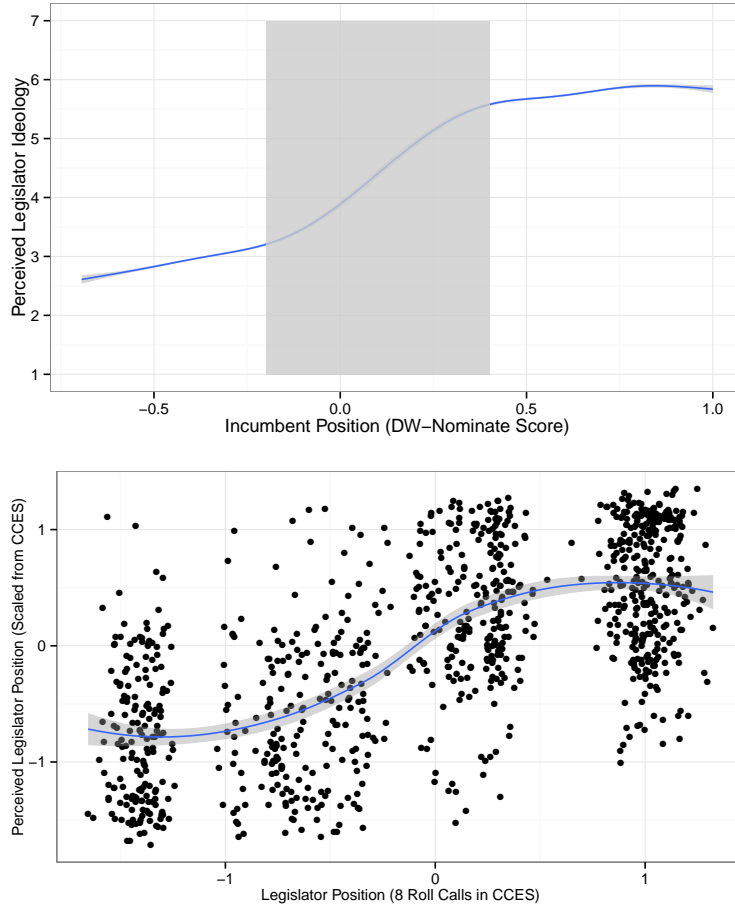 7
6
5
4
3
2
1
Perceived Legislator Ideology
−0.5 0.0 0.5 1.0
Incumbent Position (DW−Nominate Score)
1
0
−1
Perceived Legislator Position (Scaled from CCES)
−1 0 1
Legislator Position (8 Roll Calls in CCES)